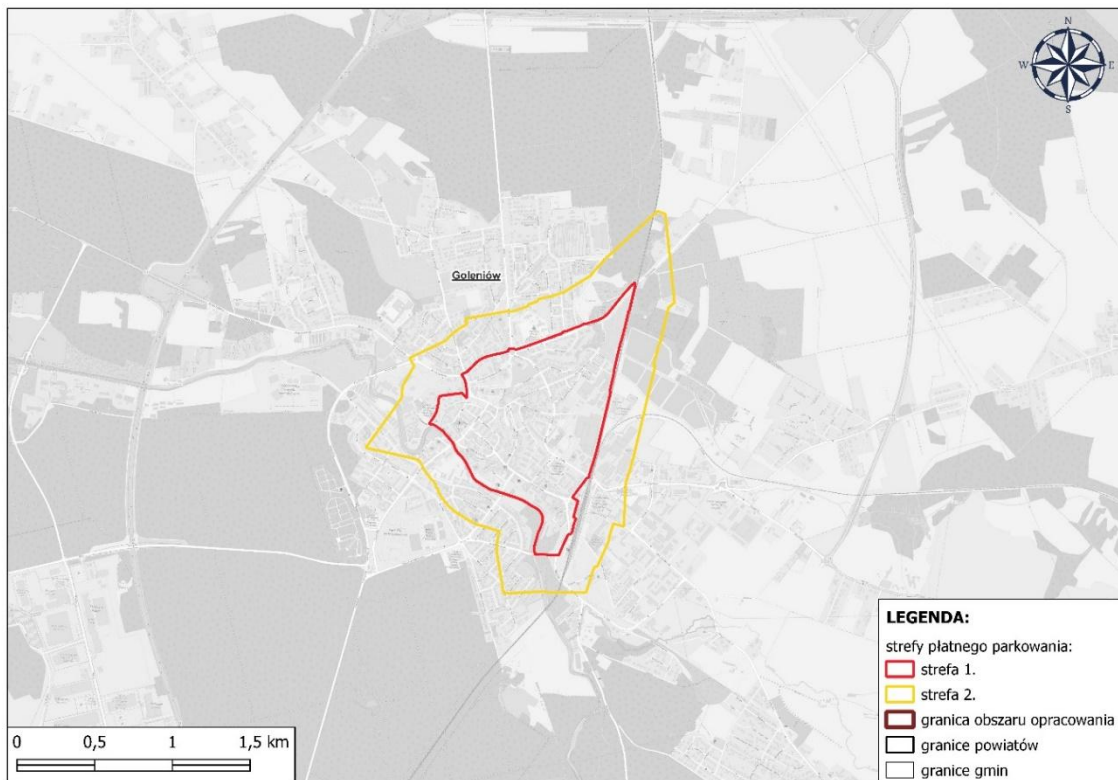 N
W E
S
Goleniów
LEGENDA:
strefy płatnego parkowania:
strefa 1.
strefa 2.
granica obszaru opracowania
granice powiatów
granice gmin
0 0,5 1 1,5 km